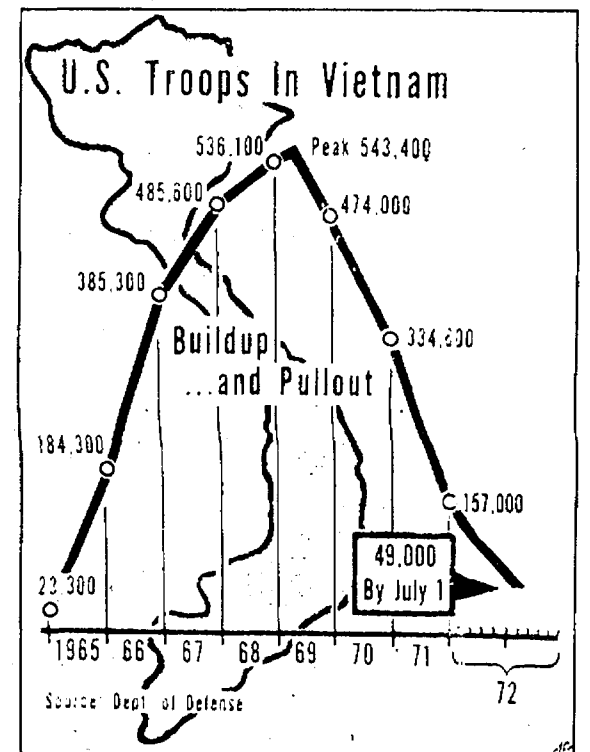 U.S. Troops In Vietnam
536,100
Peak 543,400
485,600
474,000
385,300
334,600
Buildup
...and Pullout
184,300
157,000
49,000
By July 1
23,300
1965 66 67 68 69 70 71
72
Source: Dept. of Defense